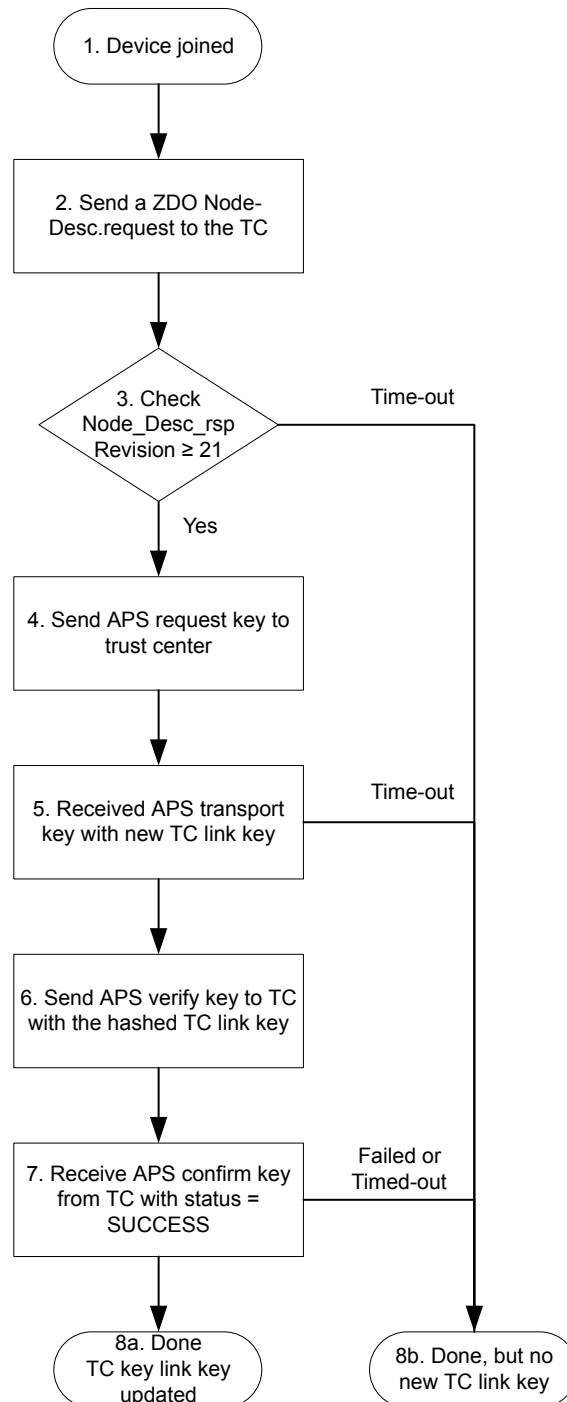 1. Device joined
2. Send a ZDO Node-
Desc.request to the TC
3. Check
Node_Desc_rsp
Revision ≥ 21
Time-out
Yes
4. Send APS request key to
trust center
5. Received APS transport
key with new TC link key
Time-out
6. Send APS verify key to TC
with the hashed TC link key
7. Receive APS confirm key
from TC with status =
SUCCESS
Failed or
Timed-out
8a. Done
TC key link key
updated
8b. Done, but no
new TC link key